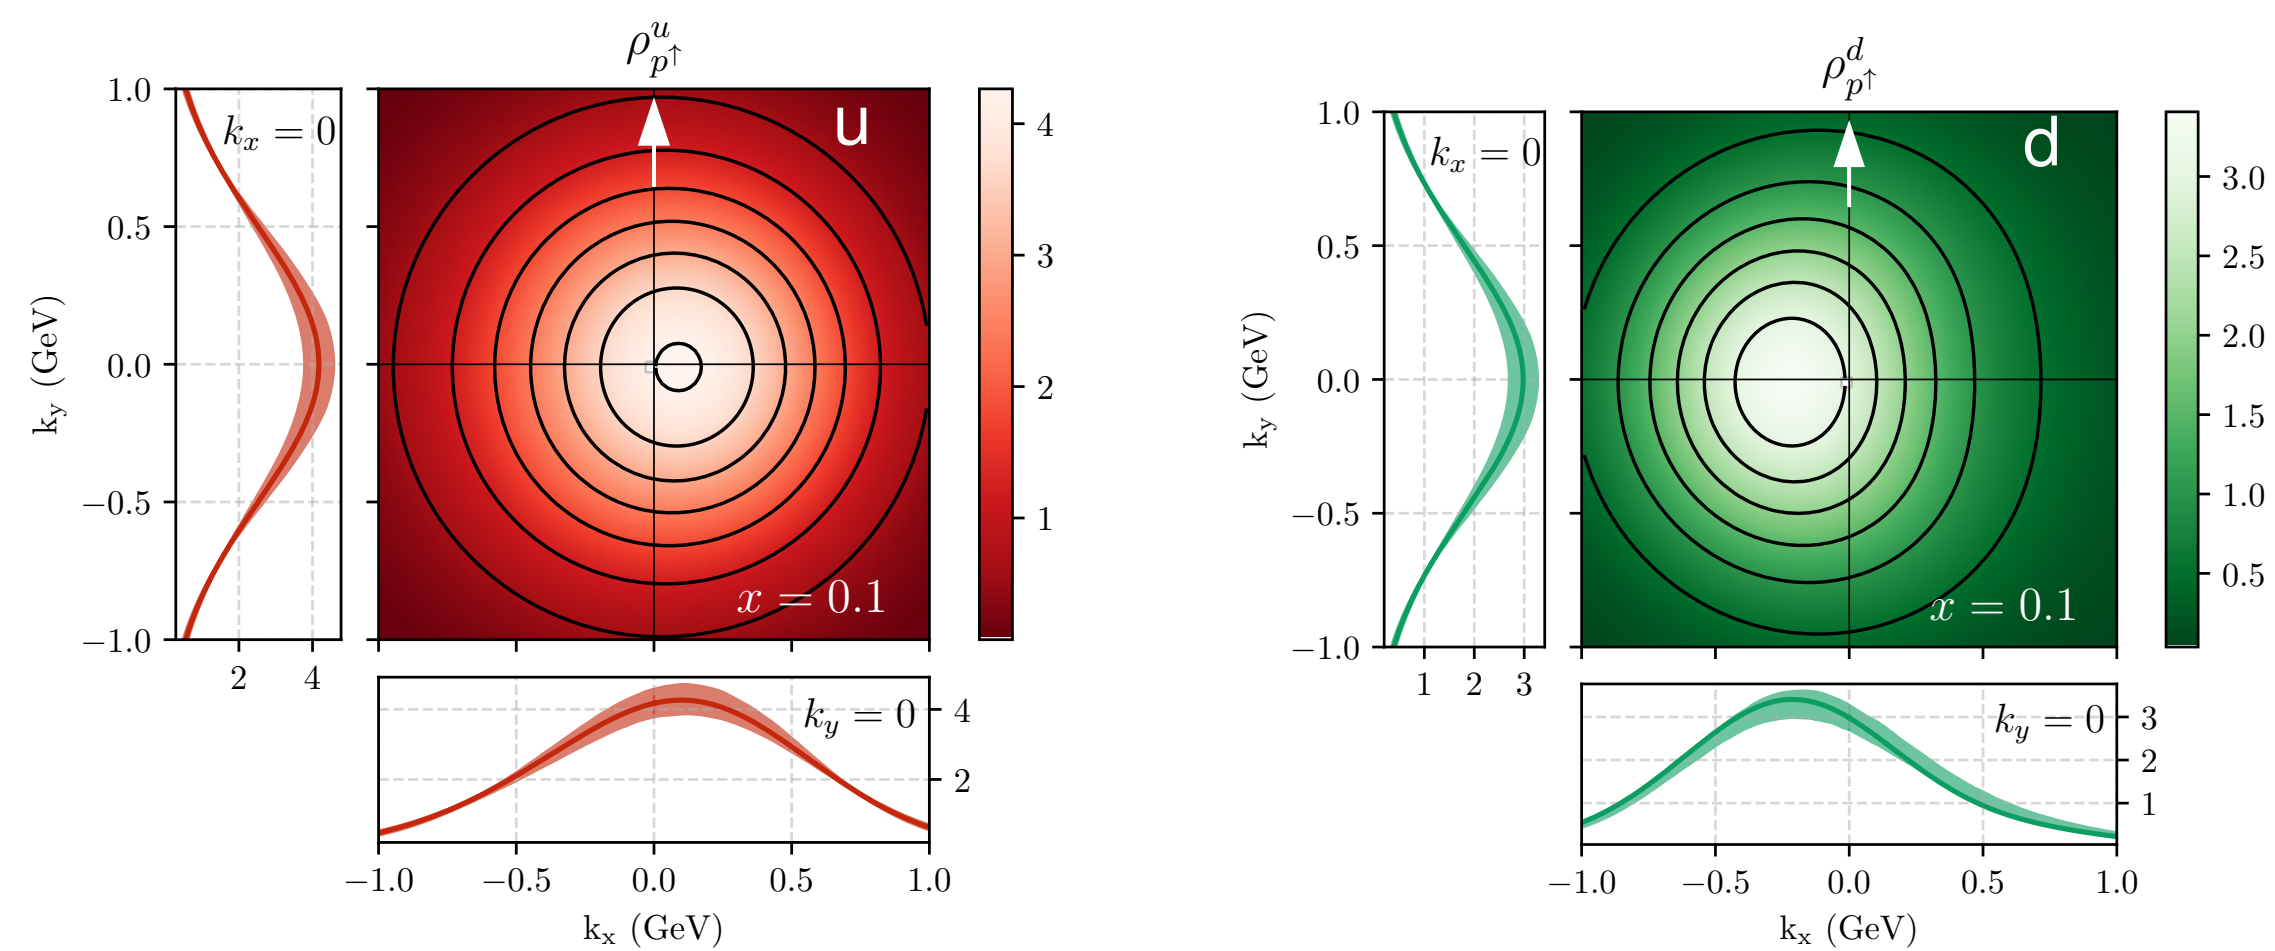 ρ^u_{p↑}
1.0
0.5
0.0
−0.5
−1.0
k_y (GeV)
k_x = 0
2 4
u
x = 0.1
4
3
2
1
k_y = 0
4
2
−1.0 −0.5 0.0 0.5 1.0
k_x (GeV)
ρ^d_{p↑}
1.0
0.5
0.0
−0.5
−1.0
k_y (GeV)
k_x = 0
1 2 3
d
x = 0.1
3.0
2.5
2.0
1.5
1.0
0.5
k_y = 0
3
2
1
−1.0 −0.5 0.0 0.5 1.0
k_x (GeV)